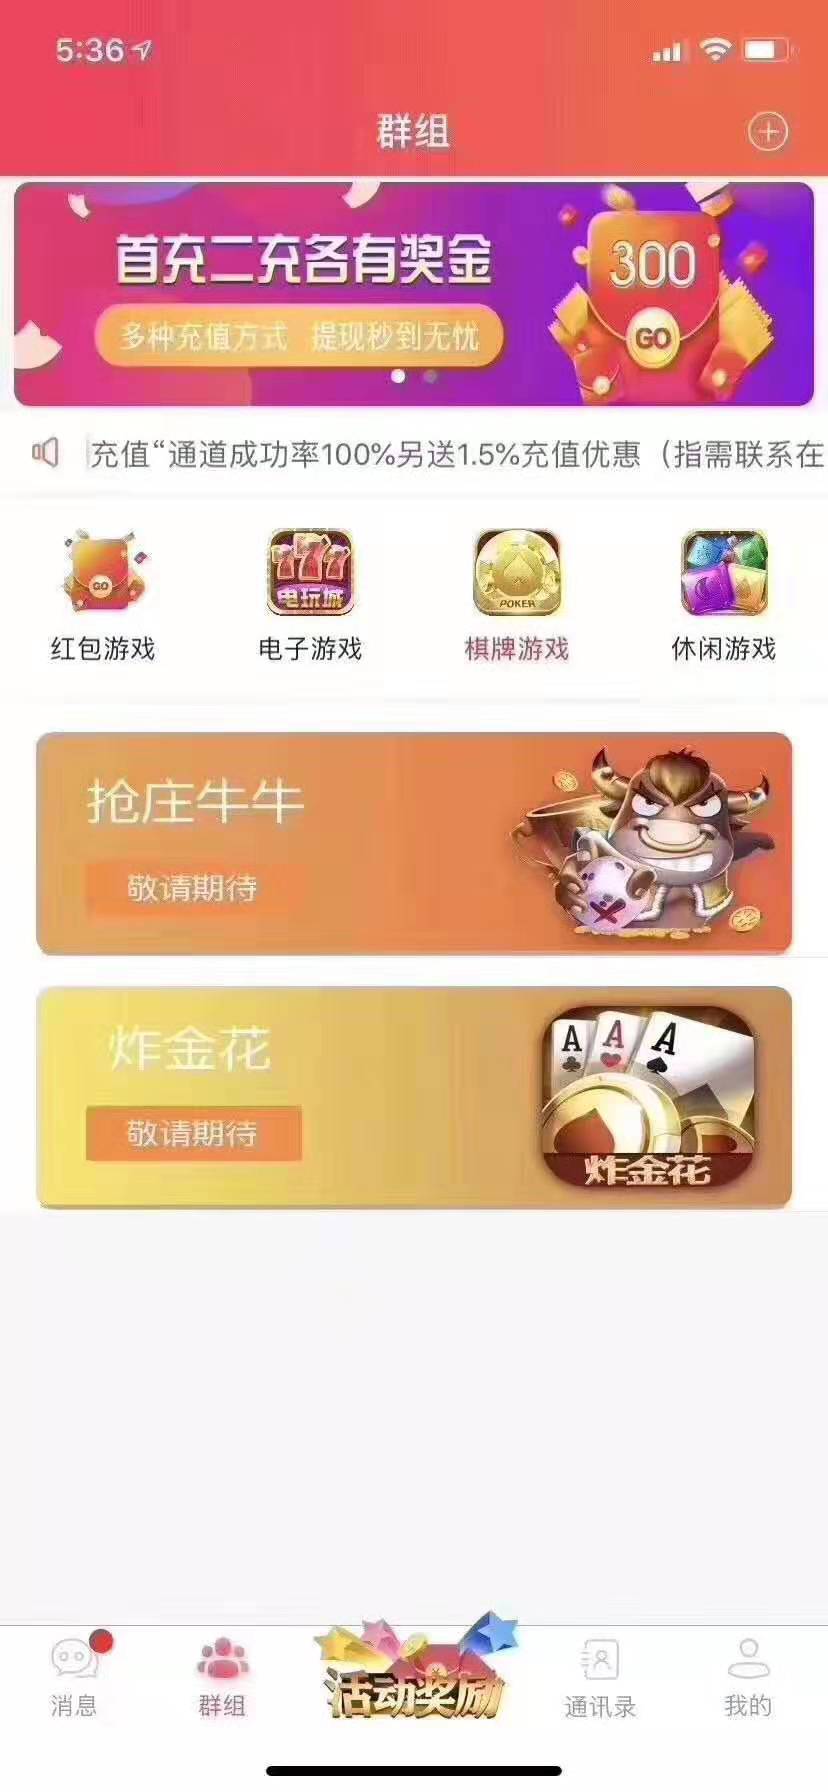 5:36
群组
首充二充各有奖金
300
多种充值方式 提现秒到无忧
GO
充值“通道成功率100%另送1.5%充值优惠（指需联系在
GO
777
电玩城
POKER
红包游戏
电子游戏
棋牌游戏
休闲游戏
抢庄牛牛
敬请期待
炸金花
A A A
敬请期待
炸金花
活动奖励
消息
群组
通讯录
我的